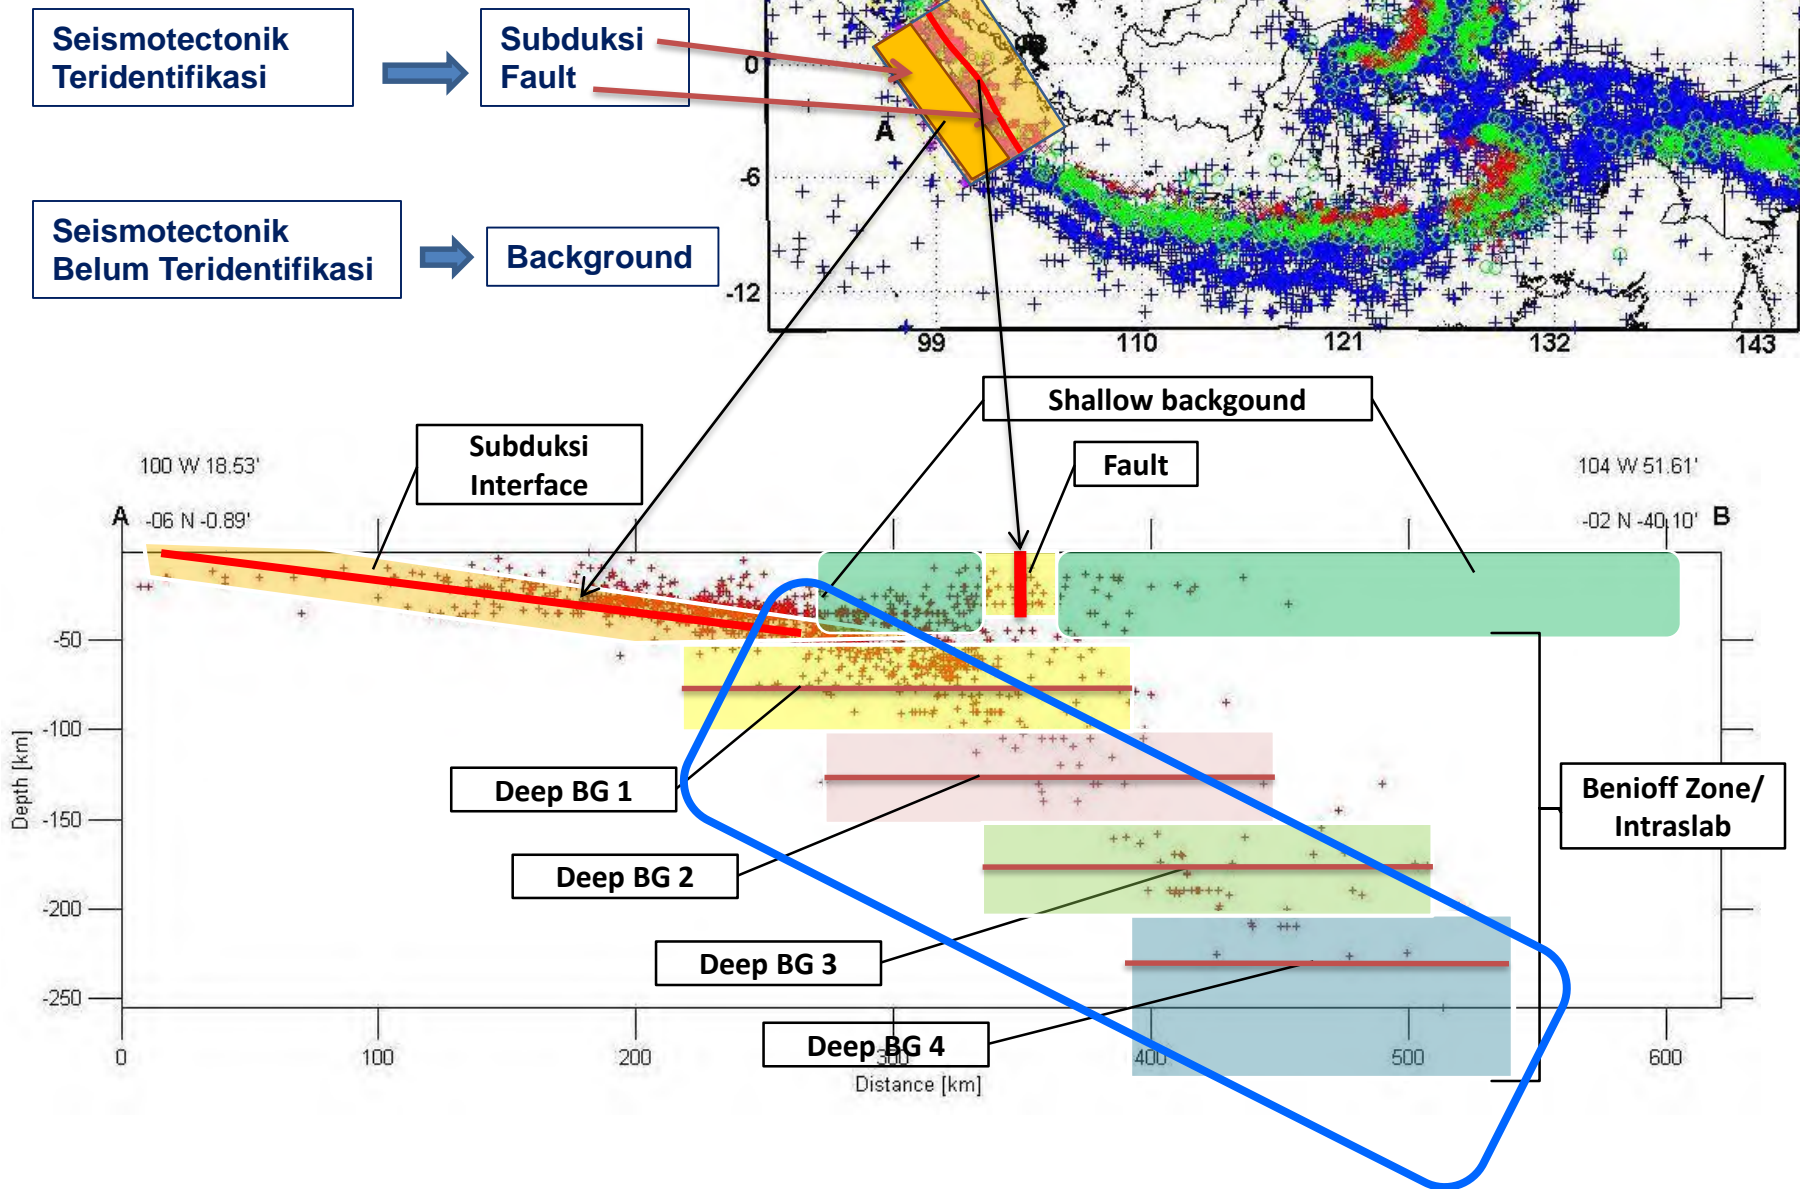 Seismotectonik
Teridentifikasi
Subduksi
Fault
Seismotectonik
Belum Teridentifikasi
Background
0
-6
-12
A
99
110
121
132
143
Shallow backgound
Subduksi
Interface
Fault
100 W 18.53'
-06 N -0.89'
A
104 W 51.61'
-02 N -40.10'
B
-50
-100
-150
-200
-250
Depth [km]
Deep BG 1
Deep BG 2
Deep BG 3
Deep BG 4
Benioff Zone/
Intraslab
0
100
200
300
400
500
600
Distance [km]